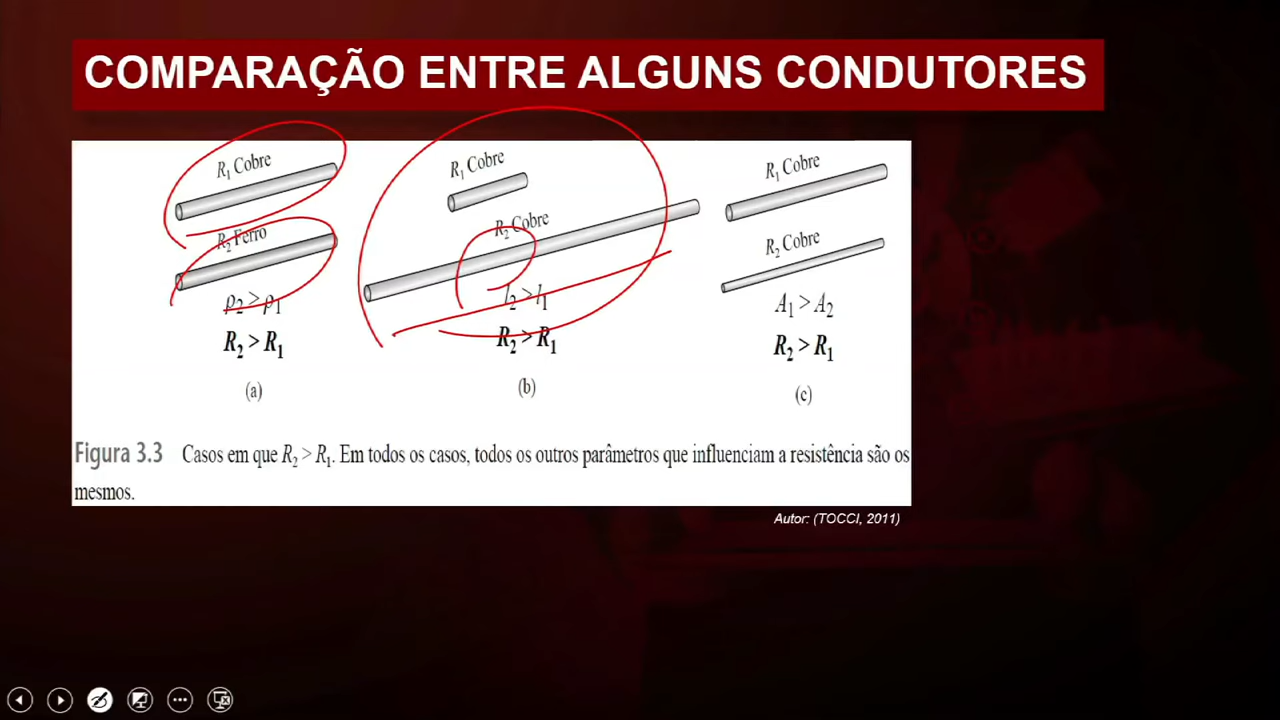 COMPARAÇÃO ENTRE ALGUNS CONDUTORES
R₁ Cobre
R₂ Ferro
ρ₂ > ρ₁
R₂ > R₁
(a)
R₁ Cobre
R₂ Cobre
l₂ > l₁
R₂ > R₁
(b)
R₁ Cobre
R₂ Cobre
A₁ > A₂
R₂ > R₁
(c)
Figura 3.3 Casos em que R₂ > R₁. Em todos os casos, todos os outros parâmetros que influenciam a resistência são os
mesmos.
Autor: (TOCCI, 2011)